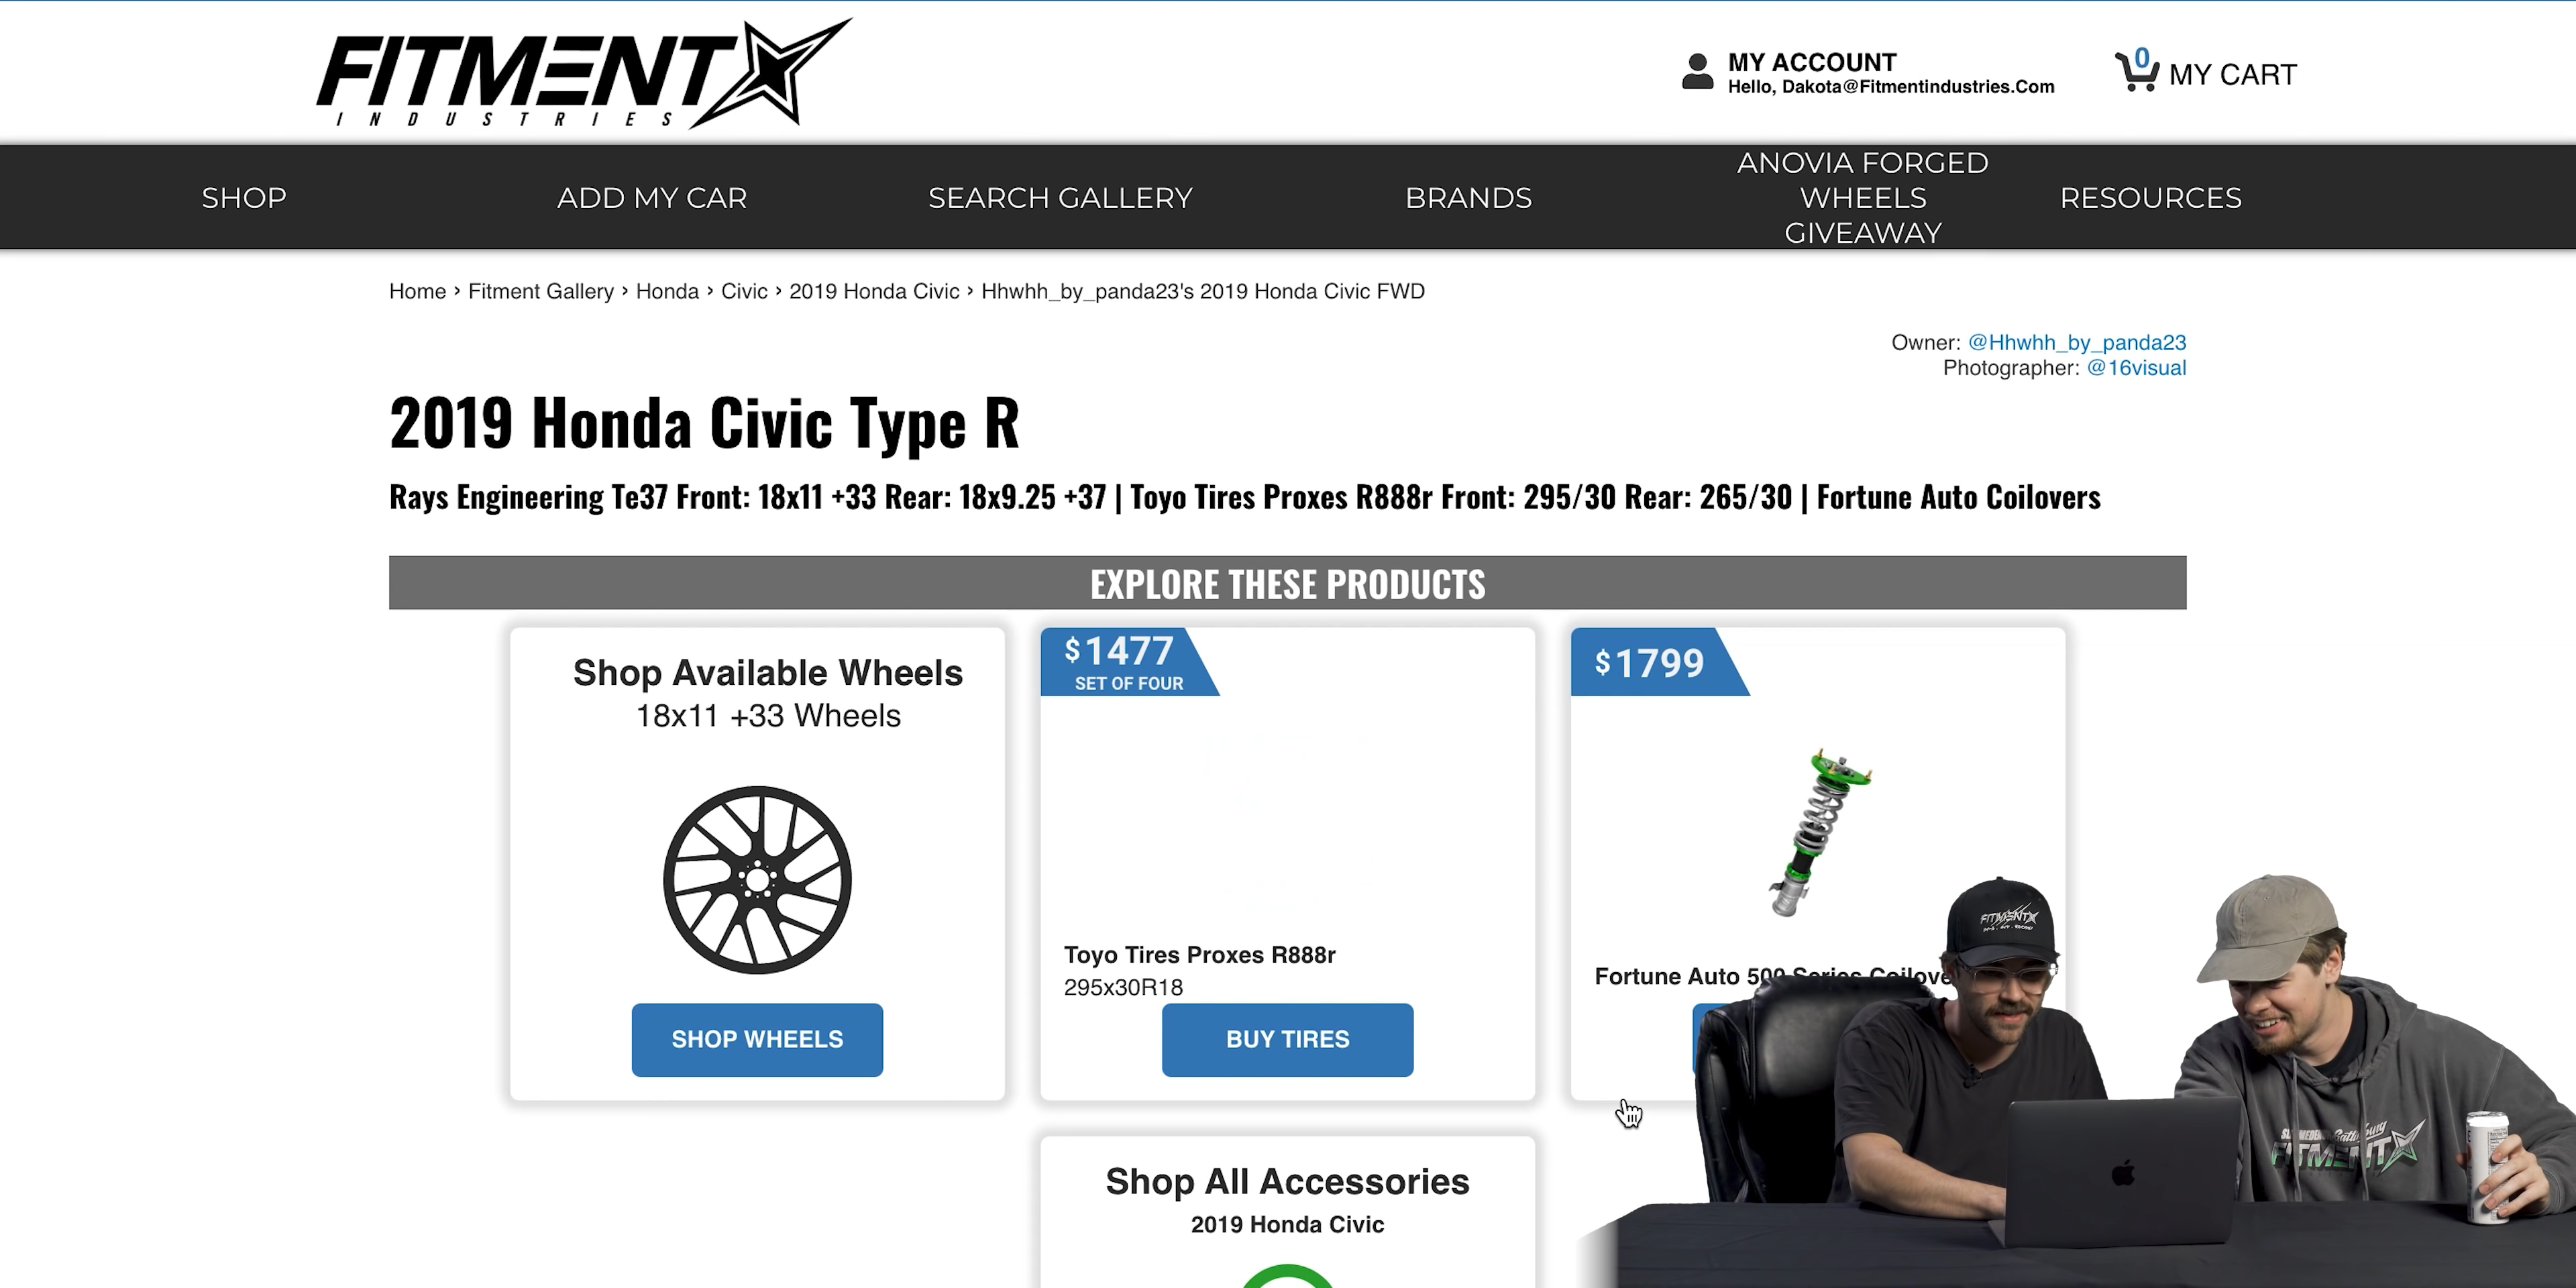 FITMENT
INDUSTRIES
MY ACCOUNT
Hello, Dakota@Fitmentindustries.Com
0
MY CART
SHOP
ADD MY CAR
SEARCH GALLERY
BRANDS
ANOVIA FORGED
WHEELS
GIVEAWAY
RESOURCES
Home › Fitment Gallery › Honda › Civic › 2019 Honda Civic › Hhwhh_by_panda23's 2019 Honda Civic FWD
Owner: @Hhwhh_by_panda23
Photographer: @16visual
2019 Honda Civic Type R
Rays Engineering Te37 Front: 18x11 +33 Rear: 18x9.25 +37 | Toyo Tires Proxes R888r Front: 295/30 Rear: 265/30 | Fortune Auto Coilovers
EXPLORE THESE PRODUCTS
Shop Available Wheels
18x11 +33 Wheels
SHOP WHEELS
$1477
SET OF FOUR
Toyo Tires Proxes R888r
295x30R18
BUY TIRES
$1799
Fortune Auto 500 Series Coilove
Shop All Accessories
2019 Honda Civic
FITMENT
FITMENT